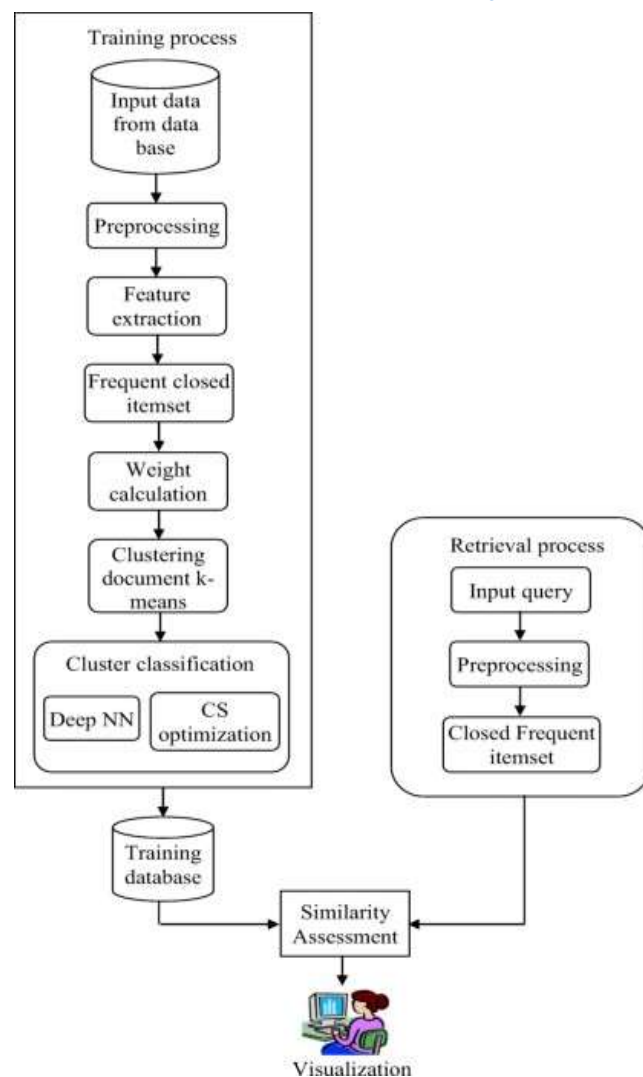 Training process
Input data
from data
base
Preprocessing
Feature
extraction
Frequent closed
itemset
Weight
calculation
Clustering
document k-
means
Cluster classification
Deep NN
CS
optimization
Training
database
Retrieval process
Input query
Preprocessing
Closed Frequent
itemset
Similarity
Assessment
Visualization